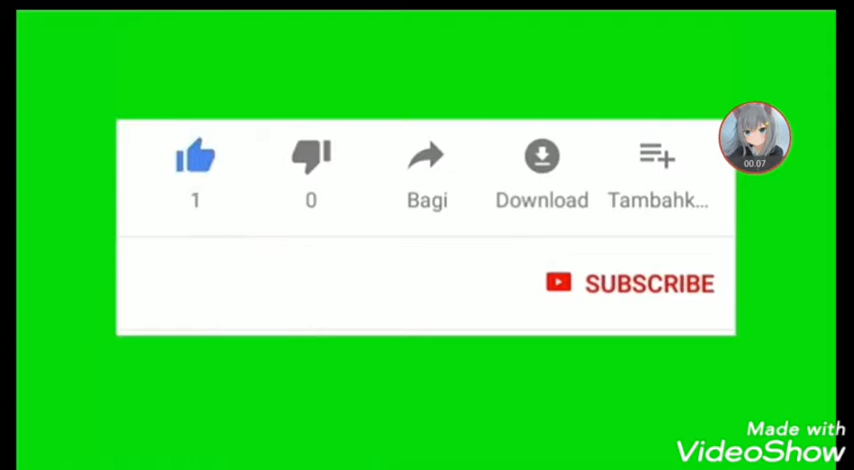 00.07
1
0
Bagi
Download
Tambahk...
SUBSCRIBE
Made with
VideoShow